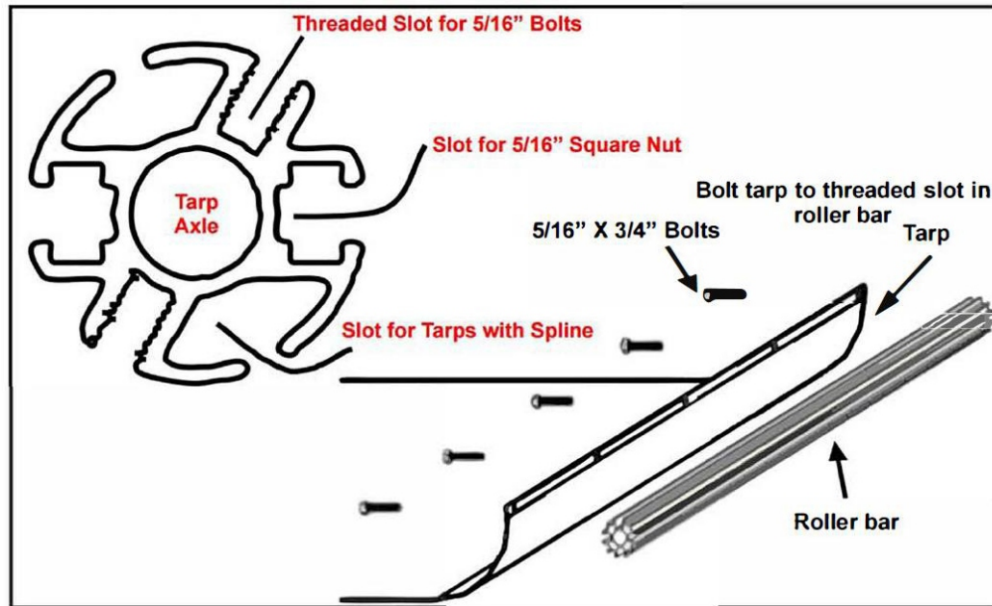 Threaded Slot for 5/16” Bolts
Slot for 5/16” Square Nut
Tarp
Axle
Bolt tarp to threaded slot in
roller bar
5/16” X 3/4” Bolts
Tarp
Slot for Tarps with Spline
Roller bar